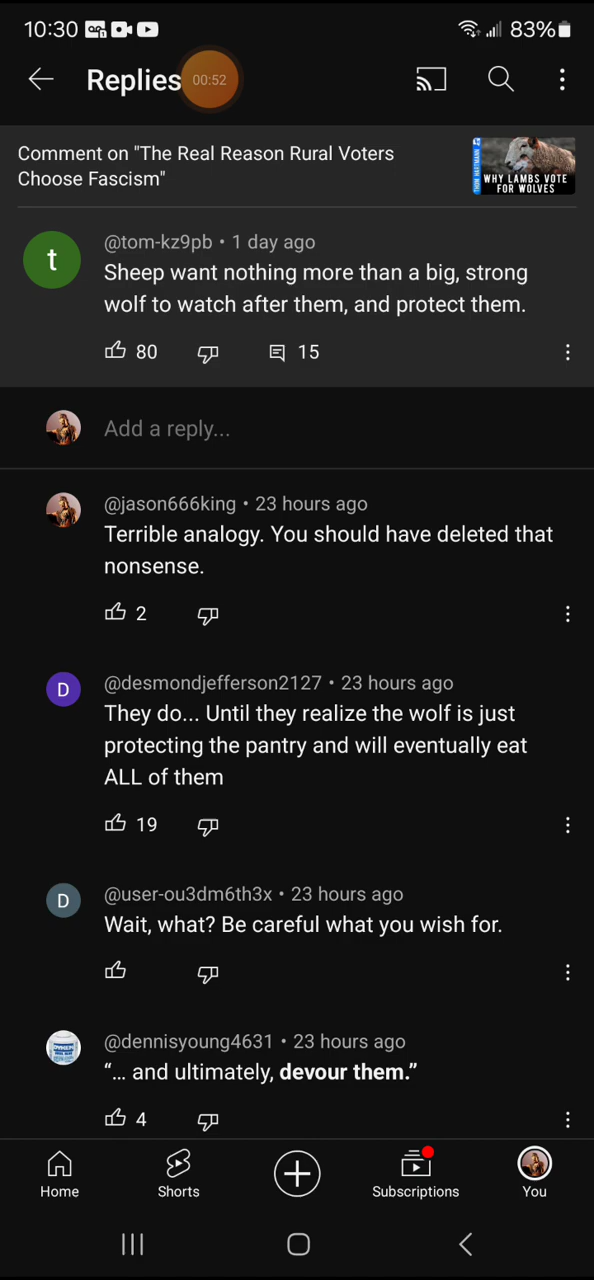 10:30
83%
Replies
00:52
Comment on "The Real Reason Rural Voters
Choose Fascism"
THOM HARTMANN
WHY LAMBS VOTE
FOR WOLVES
t
@tom-kz9pb • 1 day ago
Sheep want nothing more than a big, strong
wolf to watch after them, and protect them.
80
15
Add a reply...
@jason666king • 23 hours ago
Terrible analogy. You should have deleted that
nonsense.
2
D
@desmondjefferson2127 • 23 hours ago
They do... Until they realize the wolf is just
protecting the pantry and will eventually eat
ALL of them
19
D
@user-ou3dm6th3x • 23 hours ago
Wait, what? Be careful what you wish for.
@dennisyoung4631 • 23 hours ago
“... and ultimately, devour them.”
4
Home
Shorts
Subscriptions
You